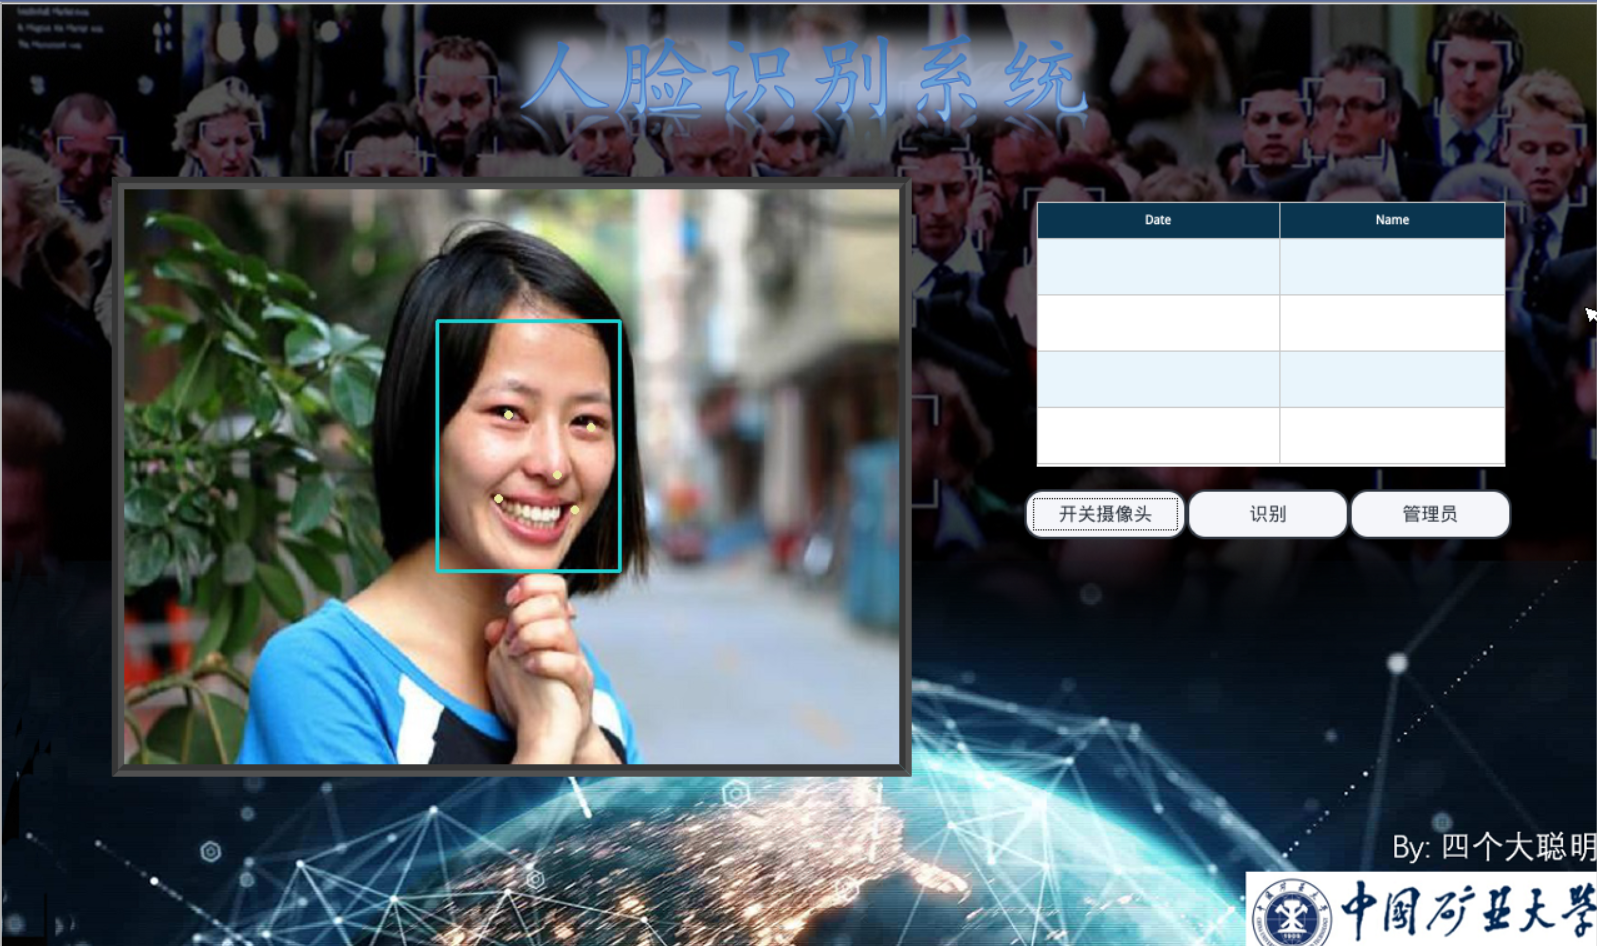 人脸识别系统
Date Name
开关摄像头 识别 管理员
By: 四个大聪明
中国矿业大学